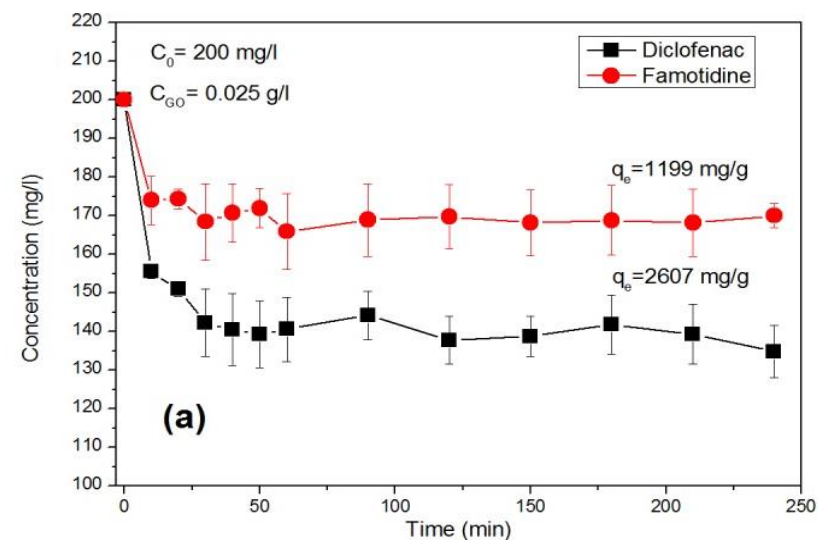 220
210
200
190
180
170
160
150
140
130
120
110
100
Concentration (mg/l)
C0= 200 mg/l
CGO= 0.025 g/l
Diclofenac
Famotidine
qe=1199 mg/g
qe=2607 mg/g
(a)
0 50 100 150 200 250
Time (min)